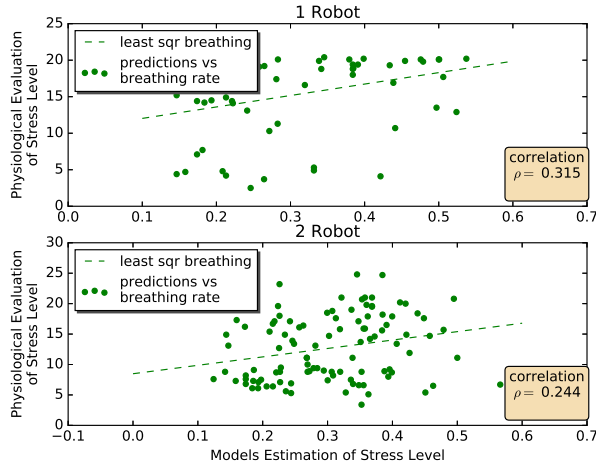 1 Robot
25
20
15
10
5
0
Physiological Evaluation
of Stress Level
least sqr breathing
predictions vs
breathing rate
correlation
ρ = 0.315
0.0 0.1 0.2 0.3 0.4 0.5 0.6 0.7
2 Robot
30
25
20
15
10
5
0
Physiological Evaluation
of Stress Level
least sqr breathing
predictions vs
breathing rate
correlation
ρ = 0.244
−0.1 0.0 0.1 0.2 0.3 0.4 0.5 0.6 0.7
Models Estimation of Stress Level